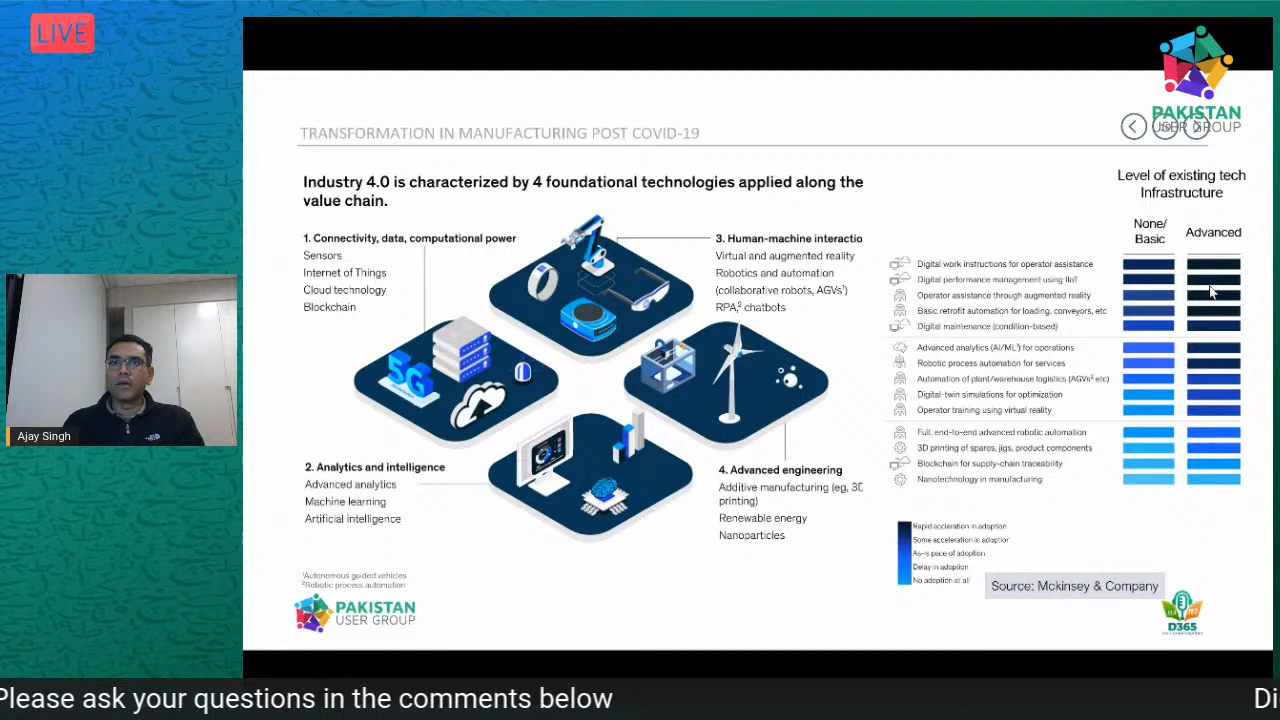 LIVE
PAKISTAN
USER GROUP
TRANSFORMATION IN MANUFACTURING POST COVID-19
Industry 4.0 is characterized by 4 foundational technologies applied along the
value chain.
1. Connectivity, data, computational power
Sensors
Internet of Things
Cloud technology
Blockchain
3. Human-machine interactio
Virtual and augmented reality
Robotics and automation
(collaborative robots, AGVs¹)
RPA,² chatbots
5G
2. Analytics and intelligence
Advanced analytics
Machine learning
Artificial intelligence
4. Advanced engineering
Additive manufacturing (eg, 3D
printing)
Renewable energy
Nanoparticles
¹Autonomous guided vehicles
²Robotic process automation
Level of existing tech
Infrastructure
None/
Basic
Advanced
Digital work instructions for operator assistance
Digital performance management using IIoT
Operator assistance through augmented reality
Basic retrofit automation for loading, conveyors, etc
Digital maintenance (condition-based)
Advanced analytics (AI/ML¹) for operations
Robotic process automation for services
Automation of plant/warehouse logistics (AGVs² etc)
Digital-twin simulations for optimization
Operator training using virtual reality
Full, end-to-end advanced robotic automation
3D printing of spares, jigs, product components
Blockchain for supply-chain traceability
Nanotechnology in manufacturing
Rapid accleration in adoption
Some acceleration in adoption
As-is pace of adoption
Delay in adoption
No adoption at all
Source: Mckinsey & Company
PAKISTAN
USER GROUP
D365
Ajay Singh
Please ask your questions in the comments below
Di